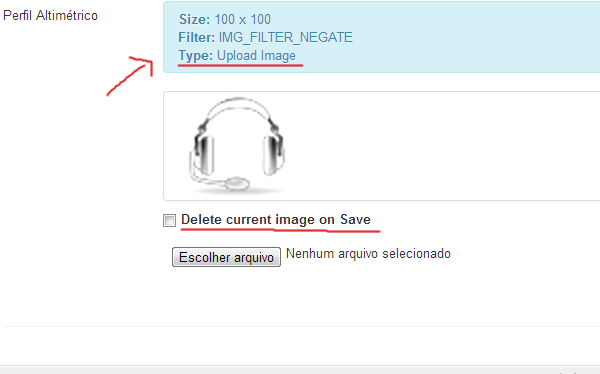 Perfil Altimétrico
Size: 100 x 100
Filter: IMG_FILTER_NEGATE
Type: Upload Image
Delete current image on Save
Escolher arquivo Nenhum arquivo selecionado